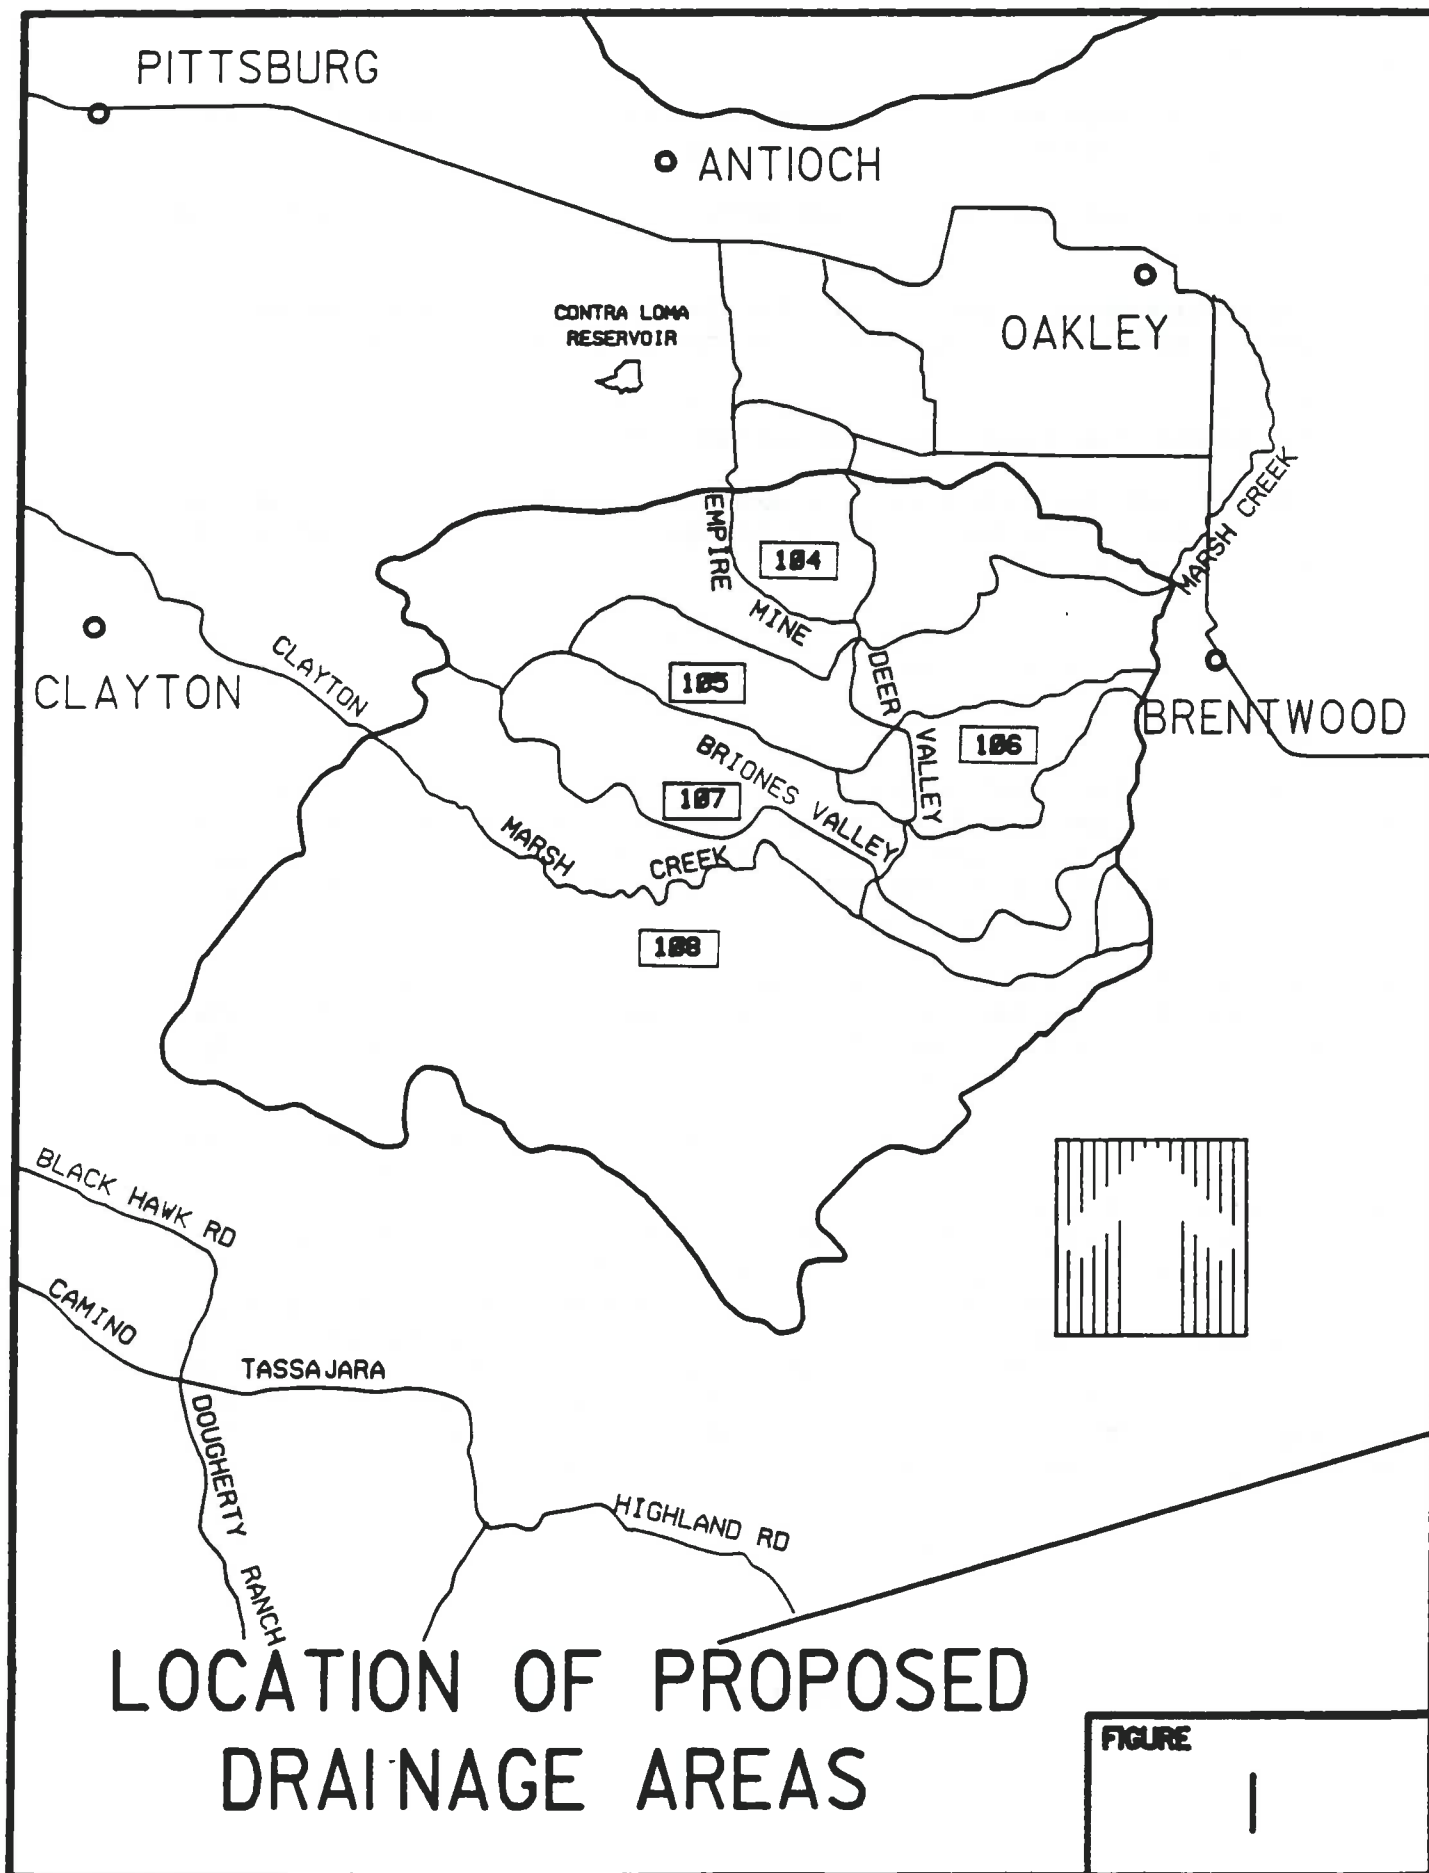 PITTSBURG
ANTIOCH
CONTRA LOMA
RESERVOIR
OAKLEY
MARSH CREEK
EMPIRE
MINE
104
CLAYTON
CLAYTON
105
DEER
VALLEY
106
BRENTWOOD
BRIONES VALLEY
107
MARSH
CREEK
108
BLACK HAWK RD
CAMINO
TASSAJARA
DOUGHERTY
RANCH
HIGHLAND RD
LOCATION OF PROPOSED
DRAINAGE AREAS
FIGURE
1